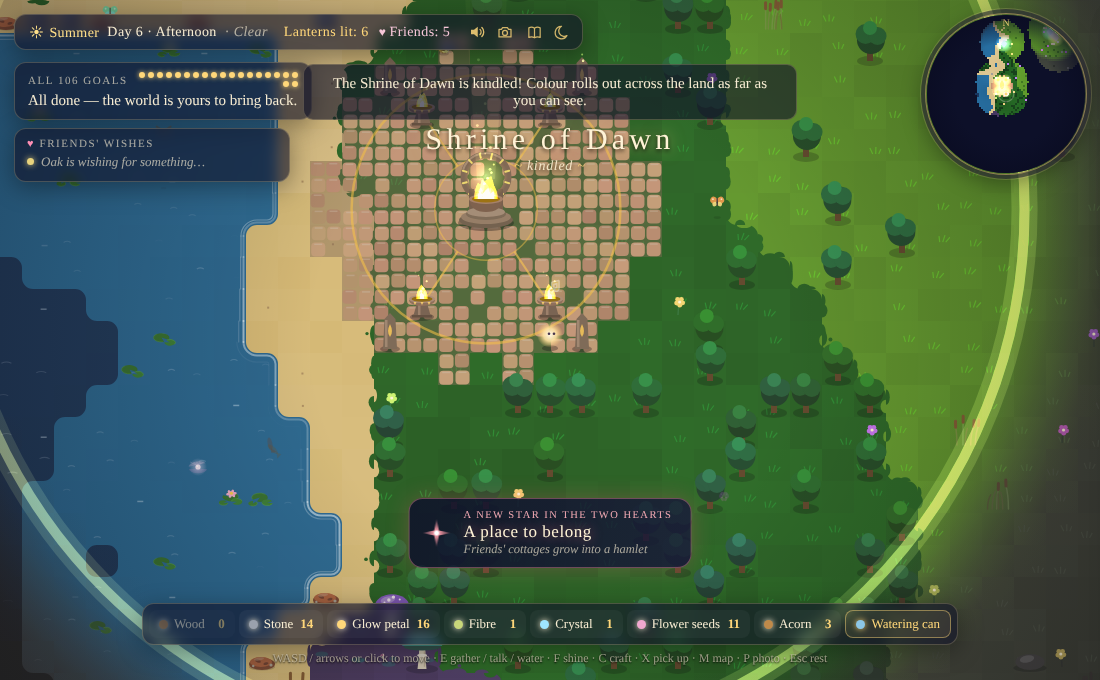 Summer Day 6 · Afternoon · Clear Lanterns lit: 6 ♥ Friends: 5
N
ALL 106 GOALS
All done — the world is yours to bring back.
The Shrine of Dawn is kindled! Colour rolls out across the land as far as
you can see.
♥ FRIENDS' WISHES
Oak is wishing for something…
Shrine of Dawn
kindled
A NEW STAR IN THE TWO HEARTS
A place to belong
Friends' cottages grow into a hamlet
Wood 0 Stone 14 Glow petal 16 Fibre 1 Crystal 1 Flower seeds 11 Acorn 3 Watering can
WASD / arrows or click to move · E gather / talk / water · F shine · C craft · X pick up · M map · P photo · Esc rest